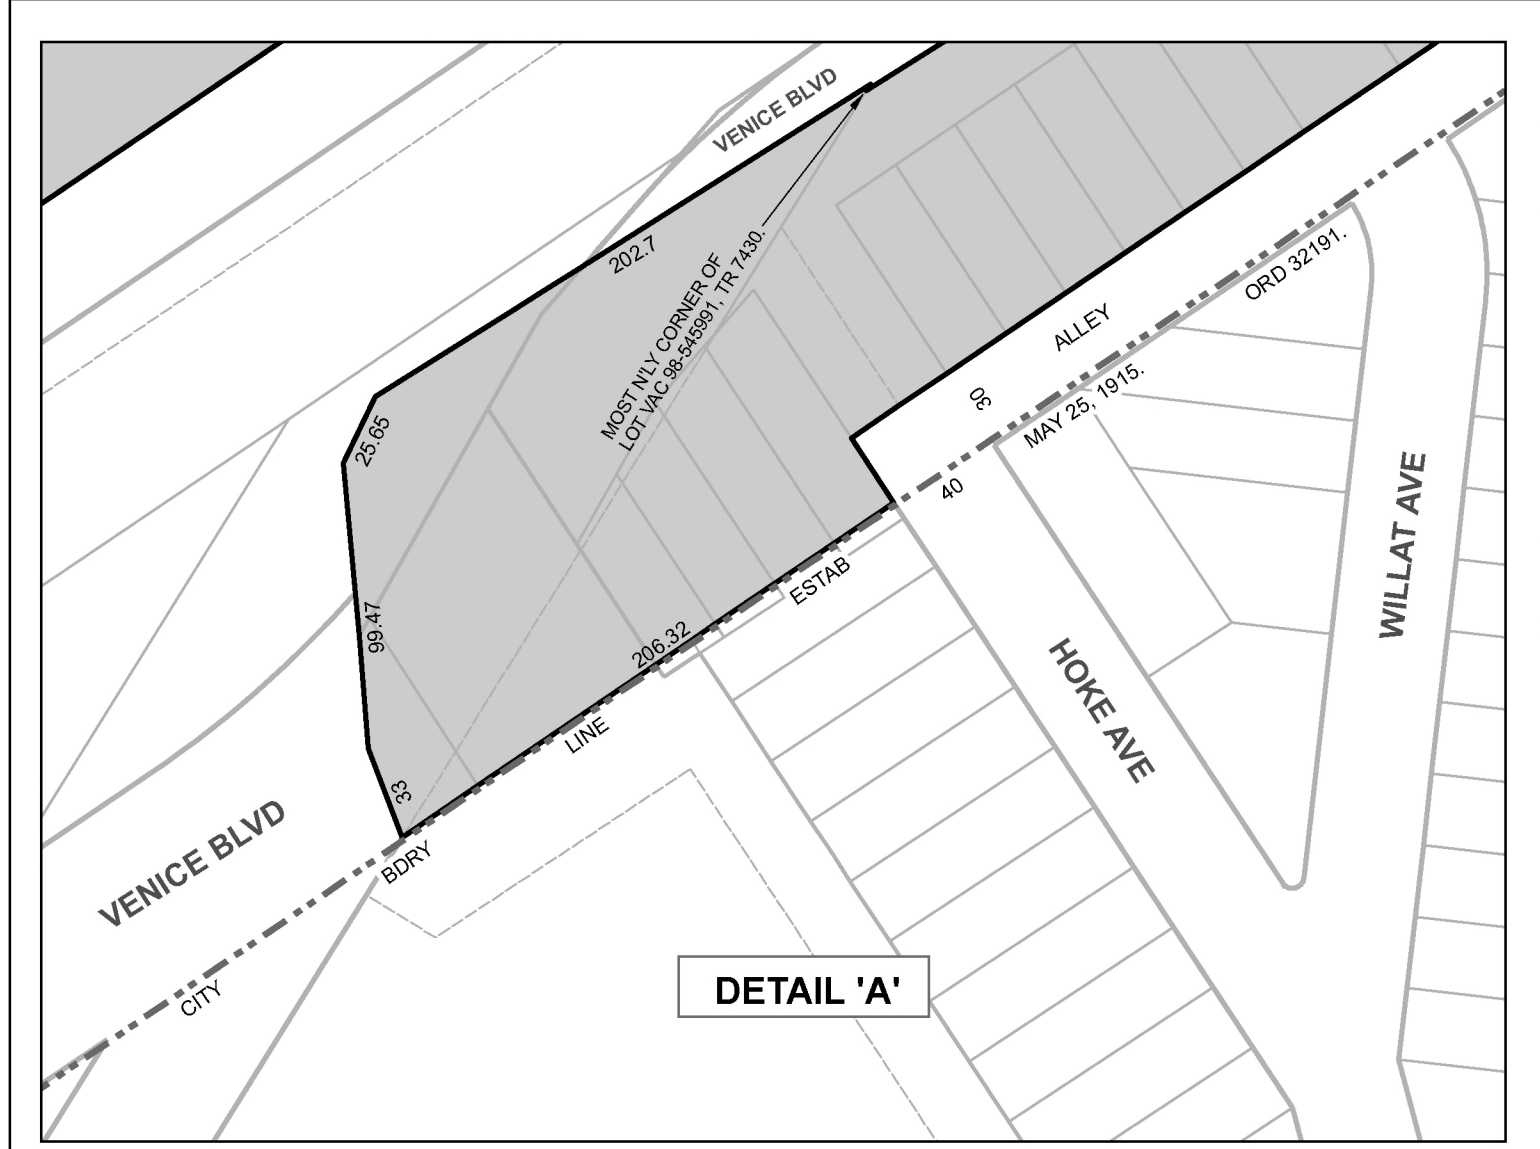 VENICE BLVD
202.7
MOST N'LY CORNER OF
LOT VAC 98-545991, TR 7430.
25.65
ORD 32191.
ALLEY
30
MAY 25, 1915.
40
WILLAT AVE
ESTAB
99.47
206.32
HOKE AVE
LINE
33
VENICE BLVD
BDRY
CITY
DETAIL 'A'